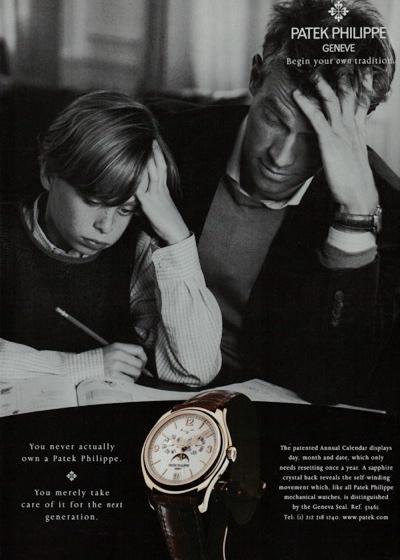 PATEK PHILIPPE
GENEVE
Begin your own tradition.
You never actually
own a Patek Philippe.
You merely take
care of it for the next
generation.
PATEK PHILIPPE
The patented Annual Calendar displays
day, month and date, which only
needs resetting once a year. A sapphire
crystal back reveals the self-winding
movement which, like all Patek Philippe
mechanical watches, is distinguished
by the Geneva Seal. Ref. 5146J.
Tel: (1) 212 218 1240. www.patek.com